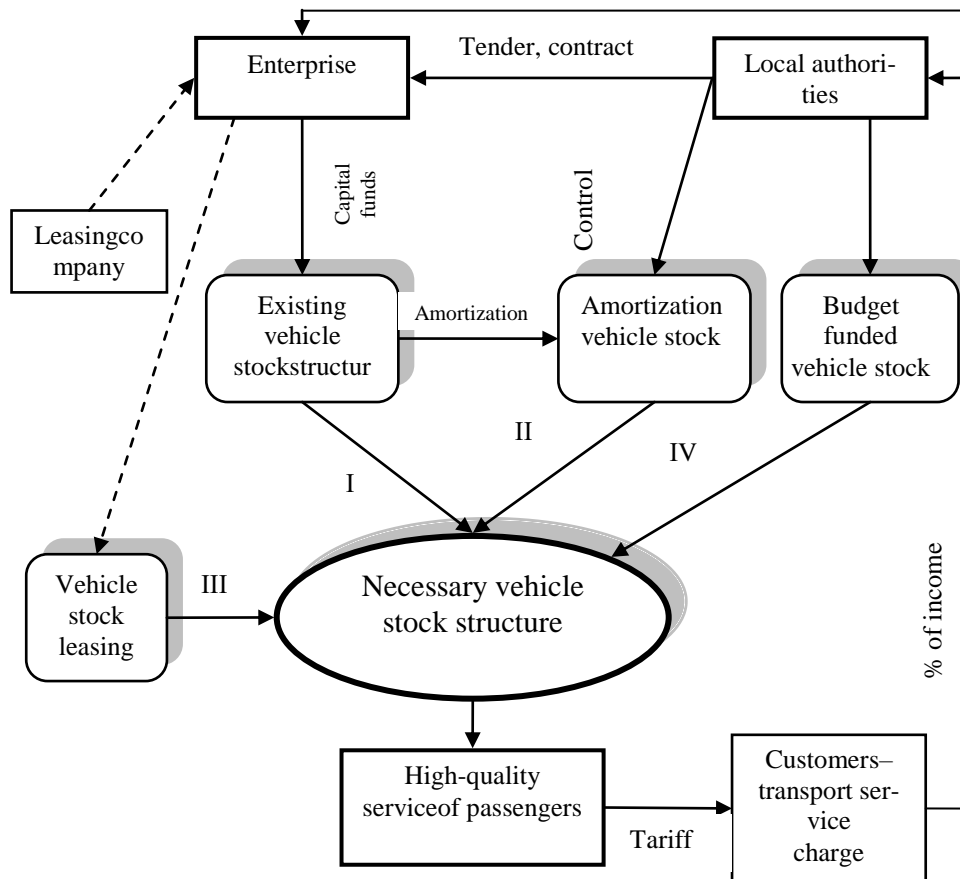 Enterprise
Tender, contract
Local authori-
ties
Capital
funds
Control
Leasingco
mpany
Existing
vehicle
stockstructur
Amortization
Amortization
vehicle stock
Budget
funded
vehicle stock
I
II
IV
Vehicle
stock
leasing
III
Necessary vehicle
stock structure
% of income
High-quality
serviceof passengers
Tariff
Customers–
transport ser-
vice
charge